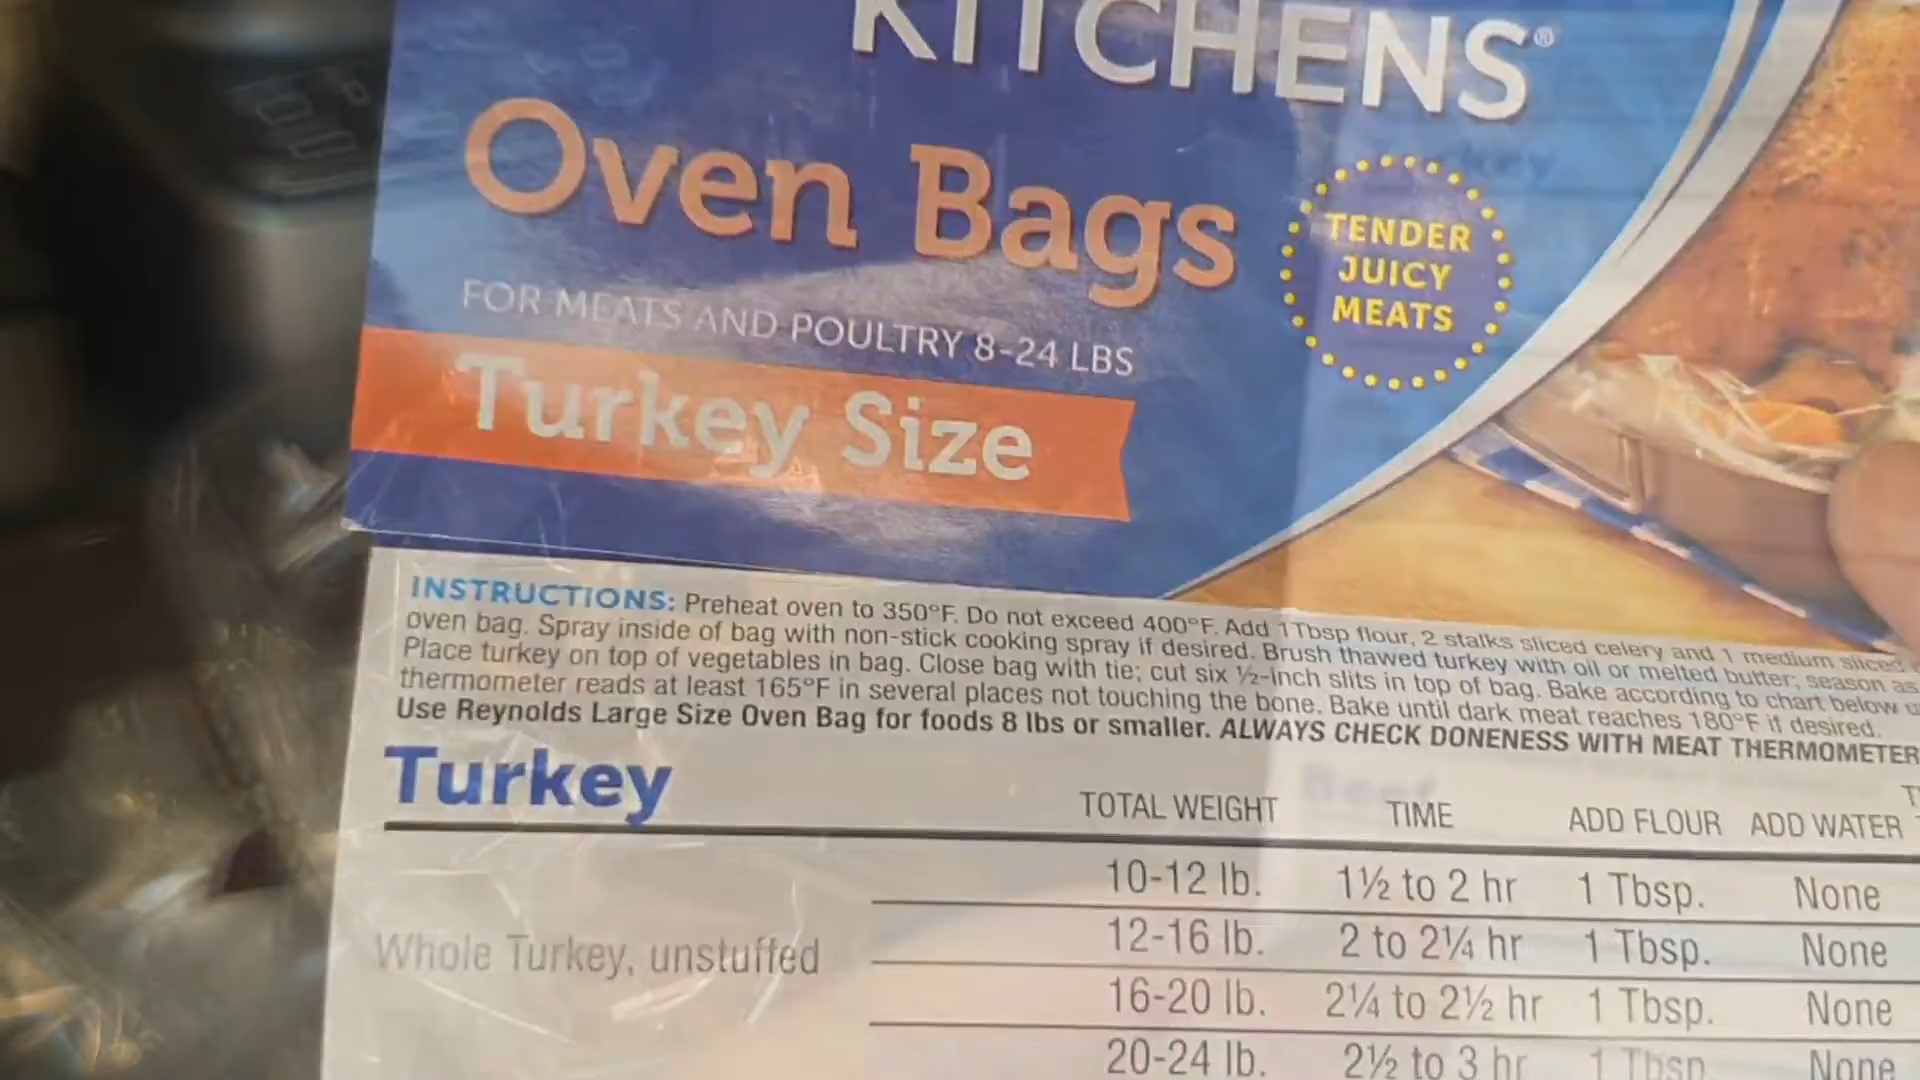 KITCHENS®
Oven Bags
TENDER
JUICY
MEATS
FOR MEATS AND POULTRY 8-24 LBS
Turkey Size
INSTRUCTIONS: Preheat oven to 350°F. Do not exceed 400°F. Add 1 Tbsp flour, 2 stalks sliced celery and 1 medium sliced
oven bag. Spray inside of bag with non-stick cooking spray if desired. Brush thawed turkey with oil or melted butter; season as
Place turkey on top of vegetables in bag. Close bag with tie; cut six ½-inch slits in top of bag. Bake according to chart below
thermometer reads at least 165°F in several places not touching the bone. Bake until dark meat reaches 180°F if desired.
Use Reynolds Large Size Oven Bag for foods 8 lbs or smaller. ALWAYS CHECK DONENESS WITH MEAT THERMOMETER
Turkey
TOTAL WEIGHT TIME ADD FLOUR ADD WATER
10-12 lb. 1½ to 2 hr 1 Tbsp. None
Whole Turkey, unstuffed
12-16 lb. 2 to 2¼ hr 1 Tbsp. None
16-20 lb. 2¼ to 2½ hr 1 Tbsp. None
20-24 lb. 2½ to 3 hr 1 Tbsp None